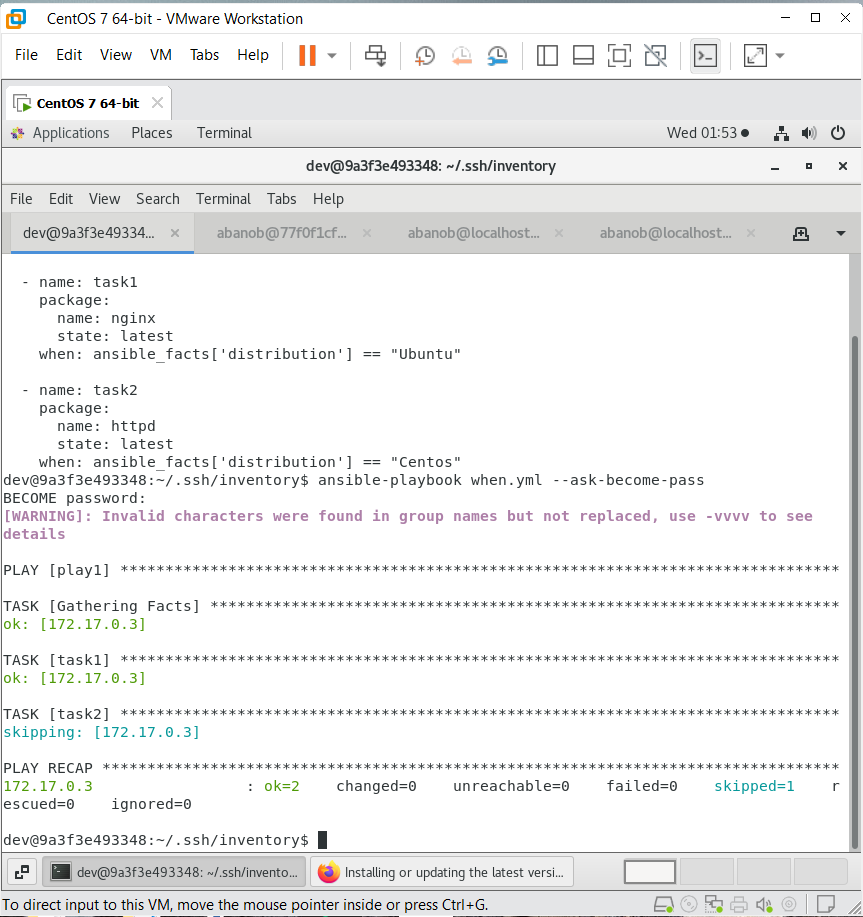 CentOS 7 64-bit - VMware Workstation
File Edit View VM Tabs Help
CentOS 7 64-bit
Applications Places Terminal Wed 01:53
dev@9a3f3e493348: ~/.ssh/inventory
File Edit View Search Terminal Tabs Help
dev@9a3f3e49334... abanob@77f0f1cf... abanob@localhost... abanob@localhost...
- name: task1
package:
name: nginx
state: latest
when: ansible_facts['distribution'] == "Ubuntu"
- name: task2
package:
name: httpd
state: latest
when: ansible_facts['distribution'] == "Centos"
dev@9a3f3e493348:~/.ssh/inventory$ ansible-playbook when.yml --ask-become-pass
BECOME password:
[WARNING]: Invalid characters were found in group names but not replaced, use -vvvv to see
details
PLAY [play1] ********************************************************************************
TASK [Gathering Facts] **********************************************************************
ok: [172.17.0.3]
TASK [task1] ********************************************************************************
ok: [172.17.0.3]
TASK [task2] ********************************************************************************
skipping: [172.17.0.3]
PLAY RECAP **********************************************************************************
172.17.0.3 : ok=2 changed=0 unreachable=0 failed=0 skipped=1 r
escued=0 ignored=0
dev@9a3f3e493348:~/.ssh/inventory$
dev@9a3f3e493348: ~/.ssh/invento... Installing or updating the latest versi...
To direct input to this VM, move the mouse pointer inside or press Ctrl+G.